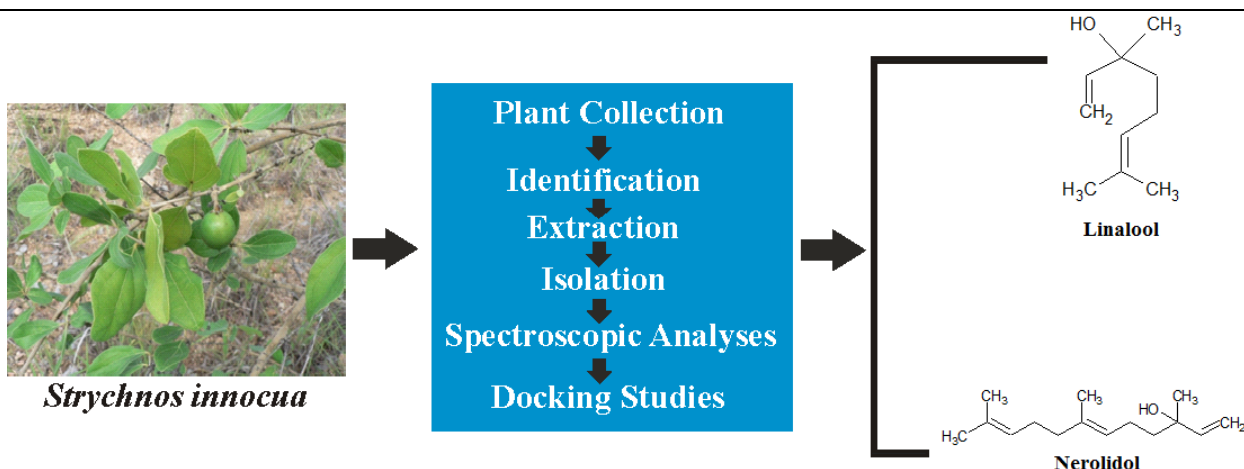 Strychnos innocua
Plant Collection
Identification
Extraction
Isolation
Spectroscopic Analyses
Docking Studies
HO CH3
CH2
H3C CH3
Linalool
CH3 CH3 HO CH3
H3C CH2
Nerolidol